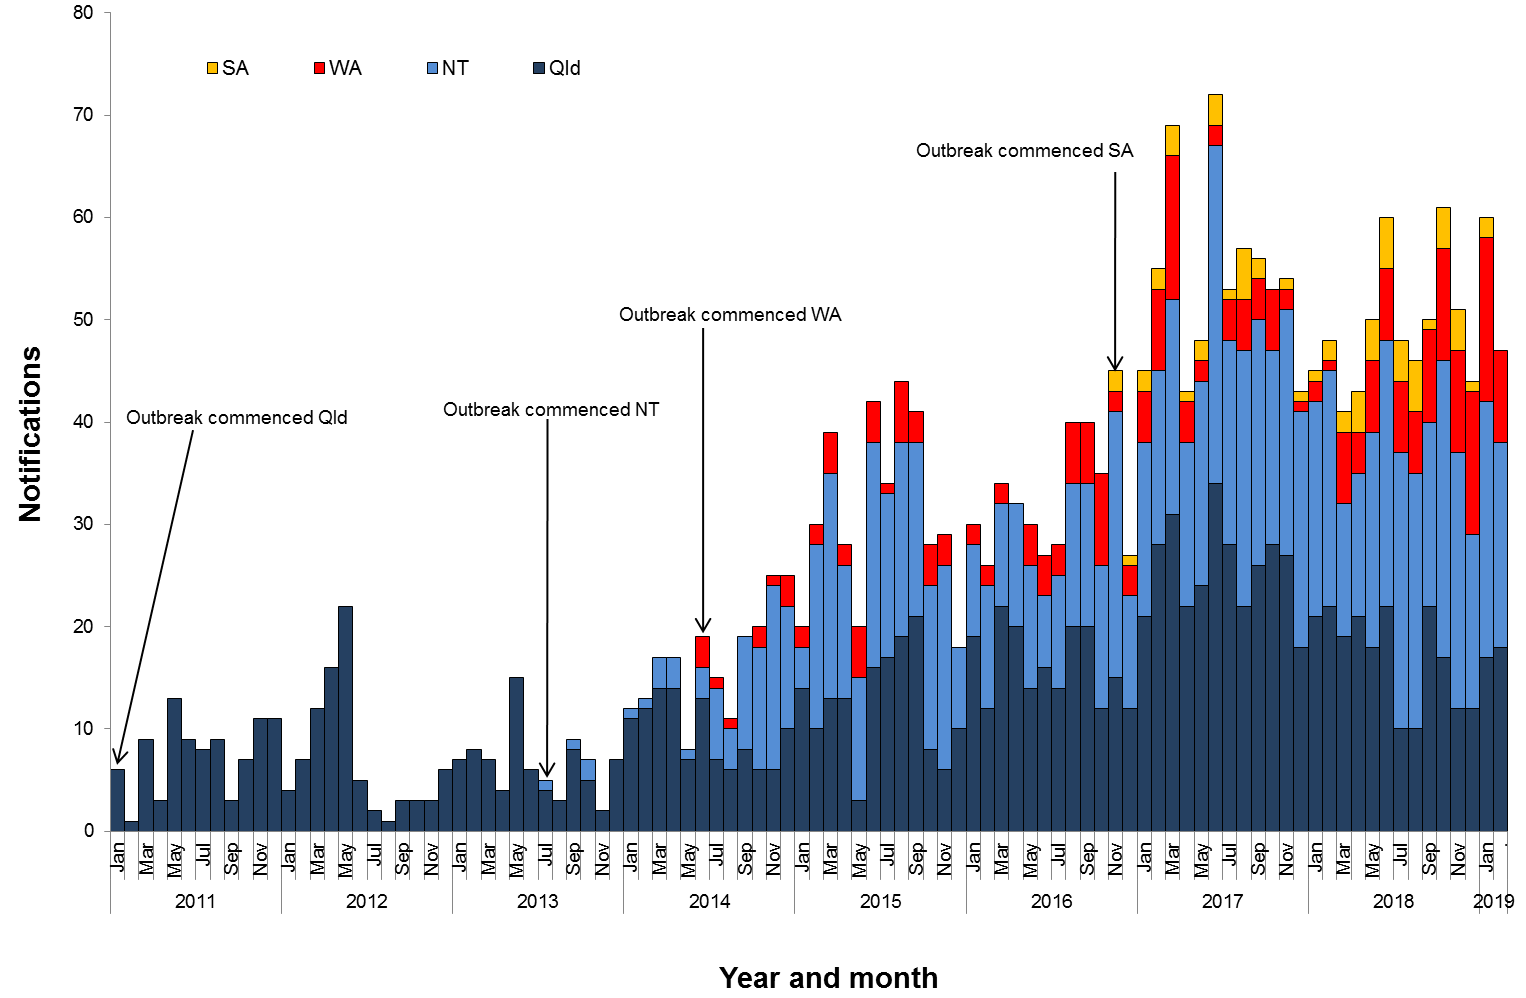 80
SA WA NT Qld
70
Outbreak commenced SA
60
50
Outbreak commenced WA
40
Outbreak commenced Qld
Outbreak commenced NT
30
20
10
0
Notifications
Jan Mar May Jul Sep Nov Jan Mar May Jul Sep Nov Jan Mar May Jul Sep Nov Jan Mar May Jul Sep Nov Jan Mar May Jul Sep Nov Jan Mar May Jul Sep Nov Jan Mar May Jul Sep Nov Jan Mar May Jul Sep Nov Jan
2011 2012 2013 2014 2015 2016 2017 2018 2019
Year and month